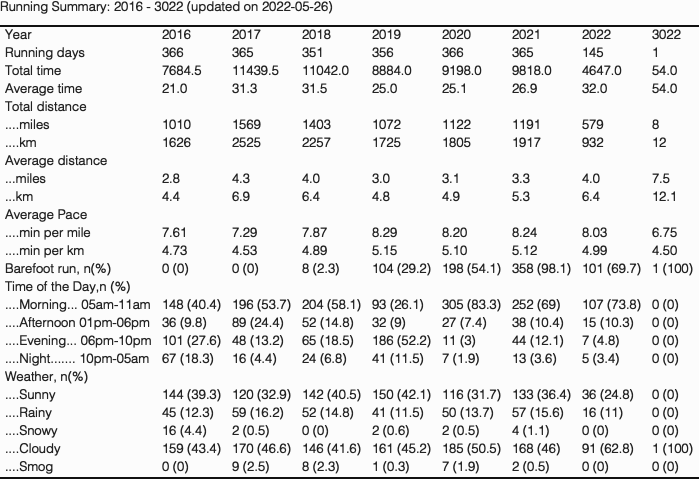 Running Summary: 2016 - 3022 (updated on 2022-05-26)
Year 2016 2017 2018 2019 2020 2021 2022 3022
Running days 366 365 351 356 366 365 145 1
Total time 7684.5 11439.5 11042.0 8884.0 9198.0 9818.0 4647.0 54.0
Average time 21.0 31.3 31.5 25.0 25.1 26.9 32.0 54.0
Total distance
....miles 1010 1569 1403 1072 1122 1191 579 8
....km 1626 2525 2257 1725 1805 1917 932 12
Average distance
...miles 2.8 4.3 4.0 3.0 3.1 3.3 4.0 7.5
...km 4.4 6.9 6.4 4.8 4.9 5.3 6.4 12.1
Average Pace
....min per mile 7.61 7.29 7.87 8.29 8.20 8.24 8.03 6.75
....min per km 4.73 4.53 4.89 5.15 5.10 5.12 4.99 4.50
Barefoot run, n(%) 0 (0) 0 (0) 8 (2.3) 104 (29.2) 198 (54.1) 358 (98.1) 101 (69.7) 1 (100)
Time of the Day,n (%)
....Morning... 05am-11am 148 (40.4) 196 (53.7) 204 (58.1) 93 (26.1) 305 (83.3) 252 (69) 107 (73.8) 0 (0)
....Afternoon 01pm-06pm 36 (9.8) 89 (24.4) 52 (14.8) 32 (9) 27 (7.4) 38 (10.4) 15 (10.3) 0 (0)
....Evening... 06pm-10pm 101 (27.6) 48 (13.2) 65 (18.5) 186 (52.2) 11 (3) 44 (12.1) 7 (4.8) 0 (0)
....Night....... 10pm-05am 67 (18.3) 16 (4.4) 24 (6.8) 41 (11.5) 7 (1.9) 13 (3.6) 5 (3.4) 0 (0)
Weather, n(%)
....Sunny 144 (39.3) 120 (32.9) 142 (40.5) 150 (42.1) 116 (31.7) 133 (36.4) 36 (24.8) 0 (0)
....Rainy 45 (12.3) 59 (16.2) 52 (14.8) 41 (11.5) 50 (13.7) 57 (15.6) 16 (11) 0 (0)
....Snowy 16 (4.4) 2 (0.5) 0 (0) 2 (0.6) 2 (0.5) 4 (1.1) 0 (0) 0 (0)
....Cloudy 159 (43.4) 170 (46.6) 146 (41.6) 161 (45.2) 185 (50.5) 168 (46) 91 (62.8) 1 (100)
....Smog 0 (0) 9 (2.5) 8 (2.3) 1 (0.3) 7 (1.9) 2 (0.5) 0 (0) 0 (0)